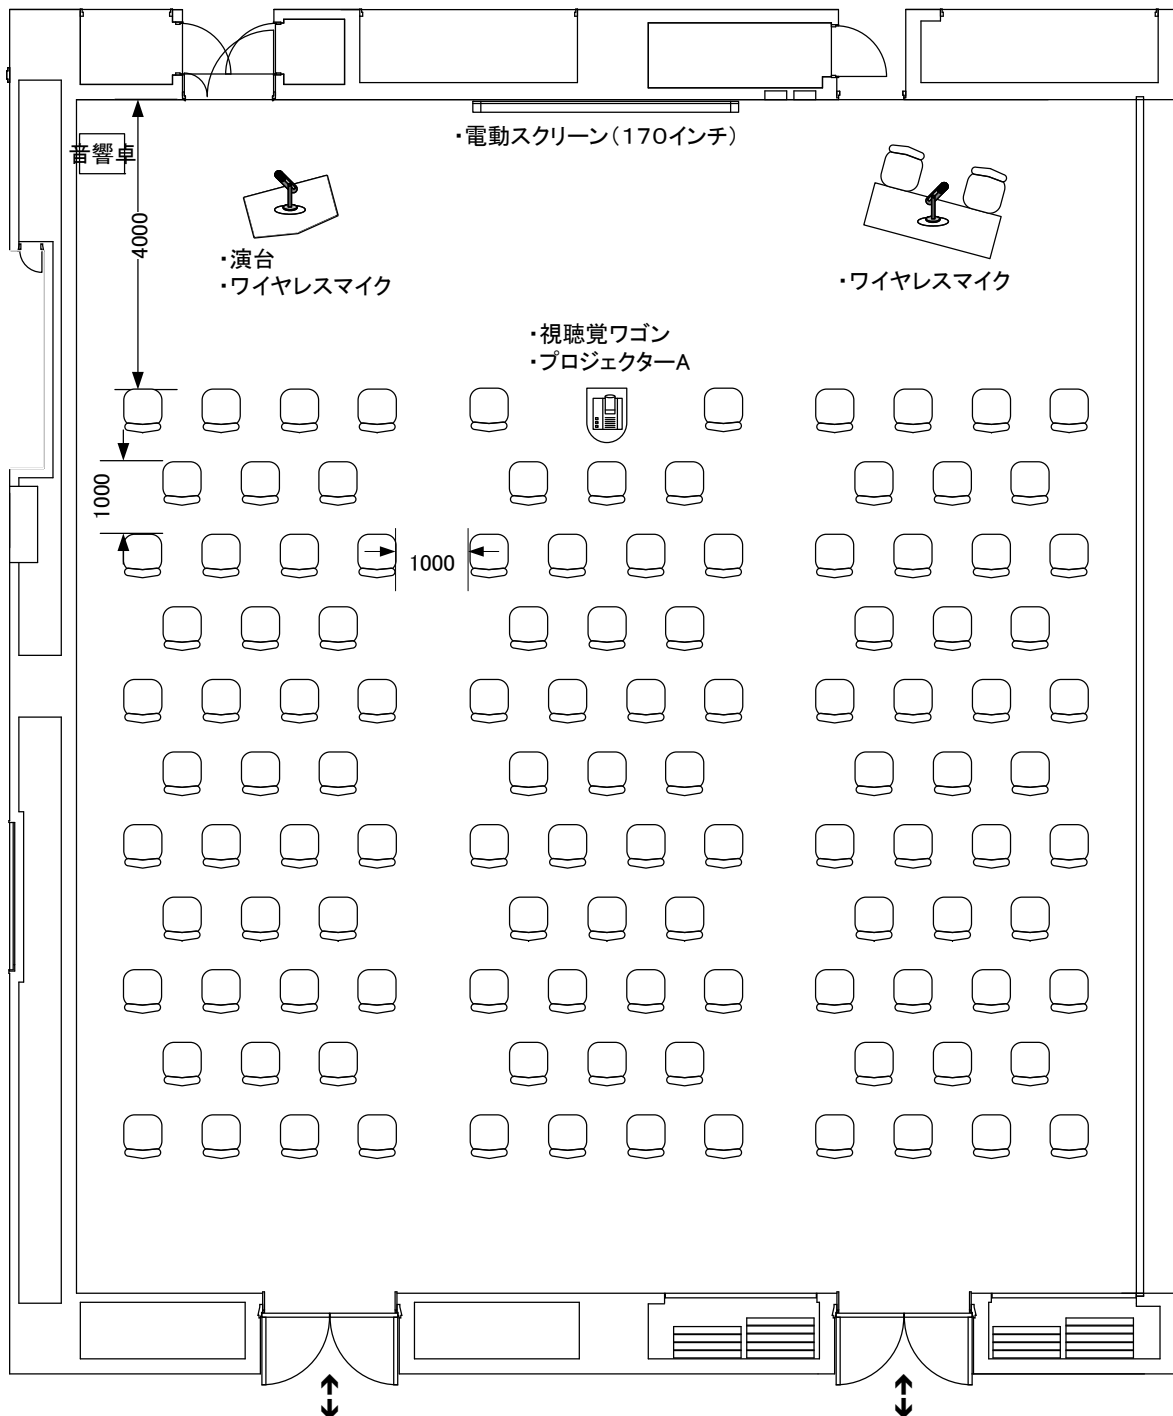 ・電動スクリーン（170インチ）
音響卓
4000
・演台
・ワイヤレスマイク
・ワイヤレスマイク
・視聴覚ワゴン
・プロジェクターA
1000
1000